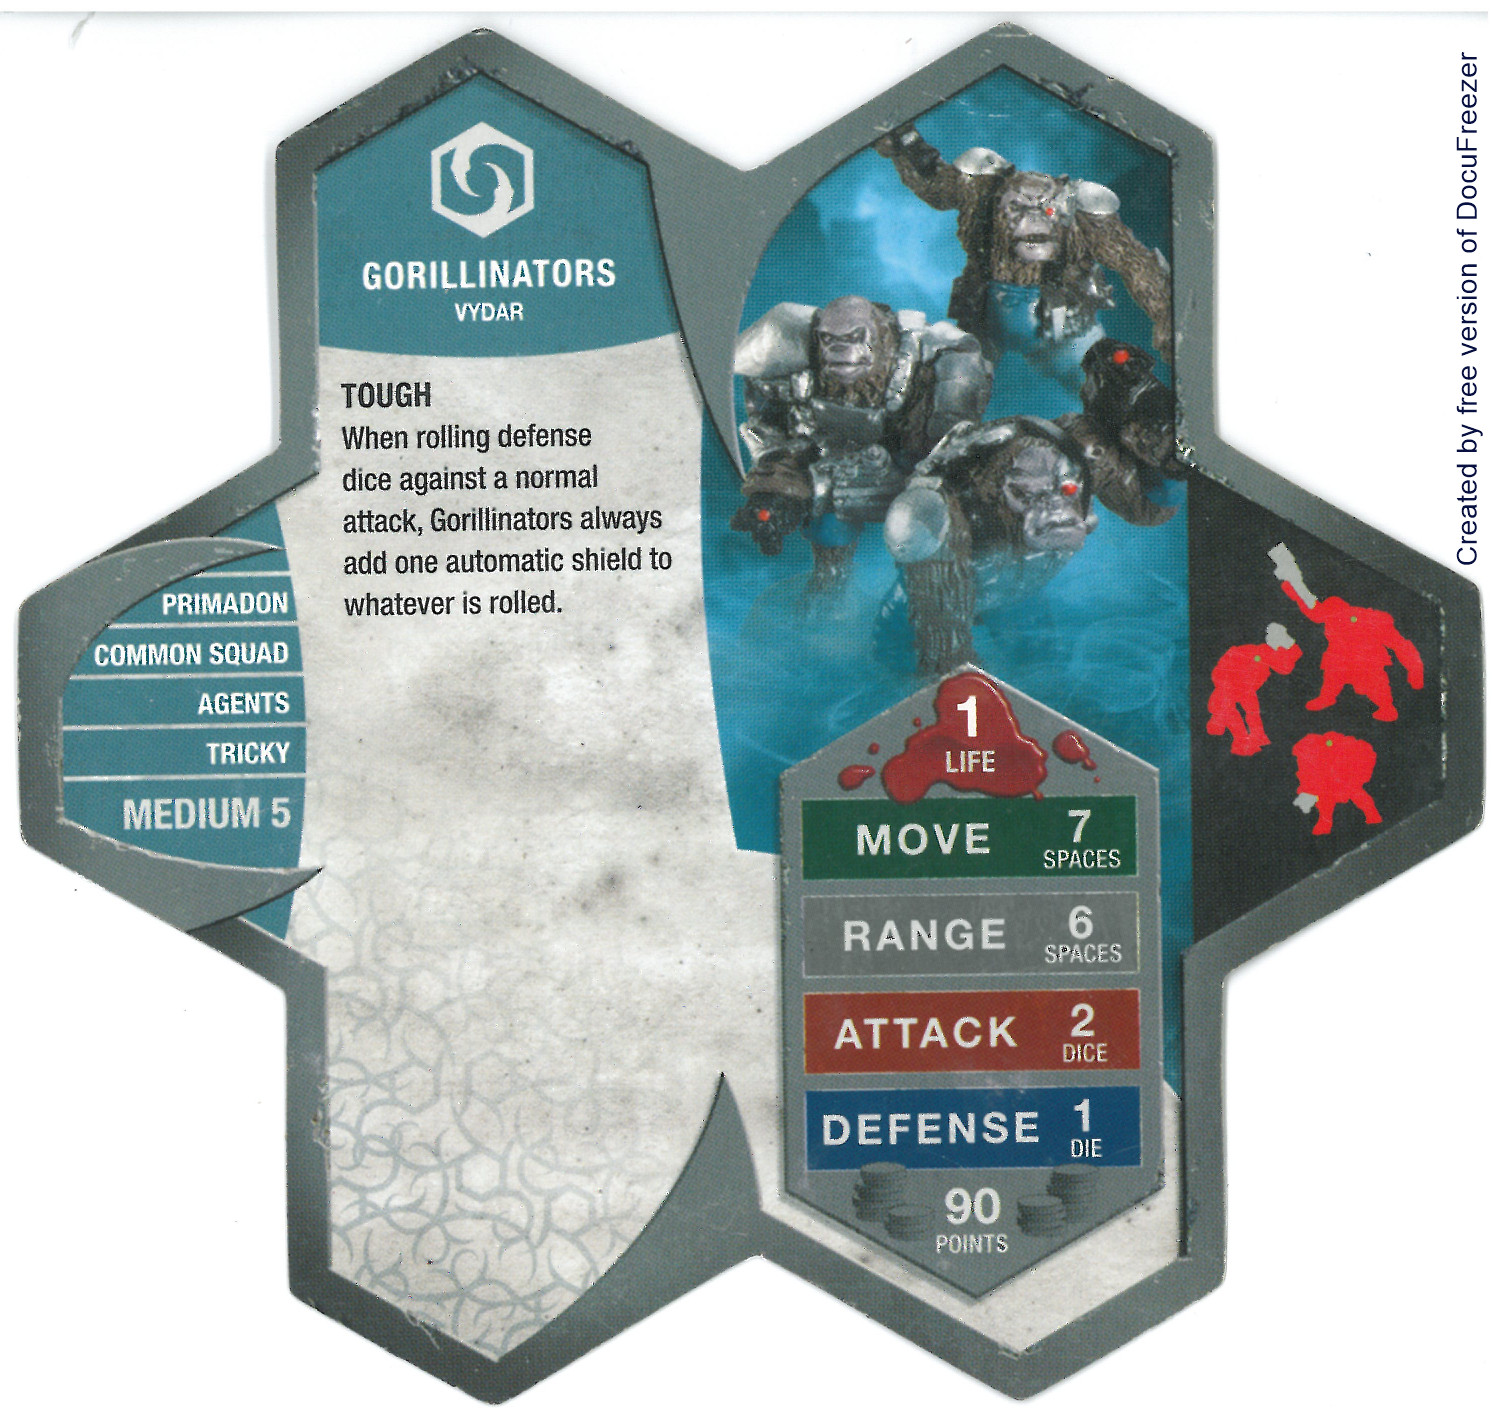 GORILLINATORS
VYDAR
TOUGH
When rolling defense
dice against a normal
attack, Gorillinators always
add one automatic shield to
whatever is rolled.
PRIMADON
COMMON SQUAD
AGENTS
TRICKY
MEDIUM 5
1
LIFE
MOVE 7
SPACES
RANGE 6
SPACES
ATTACK 2
DICE
DEFENSE 1
DIE
90
POINTS
Created by free version of DocuFreezer